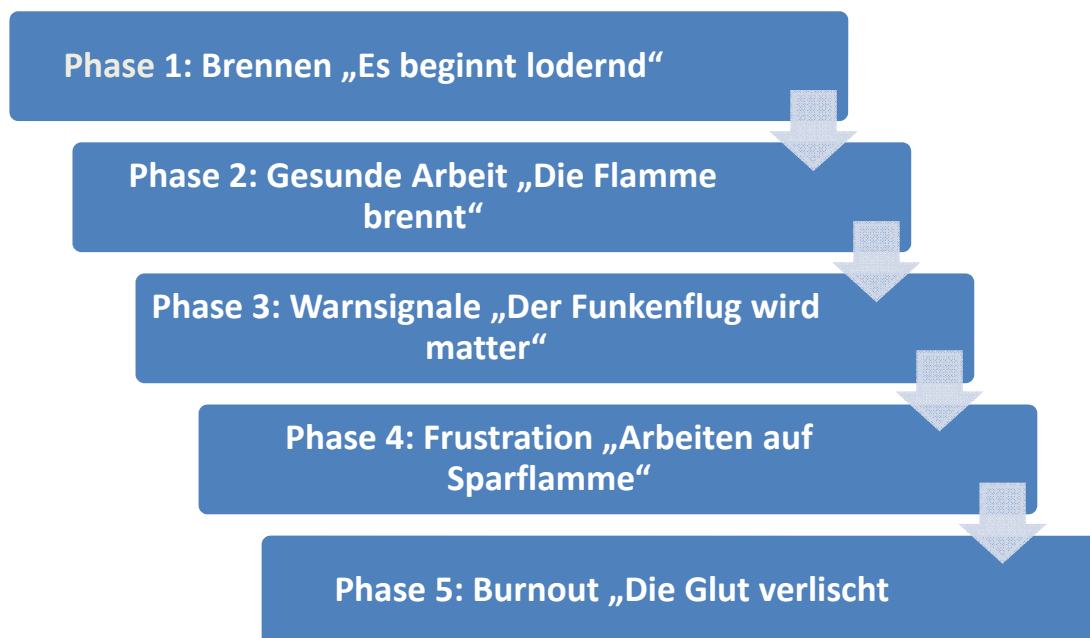 Phase 1: Brennen „Es beginnt lodernd“
Phase 2: Gesunde Arbeit „Die Flamme
brennt“
Phase 3: Warnsignale „Der Funkenflug wird
matter“
Phase 4: Frustration „Arbeiten auf
Sparflamme“
Phase 5: Burnout „Die Glut verlischt